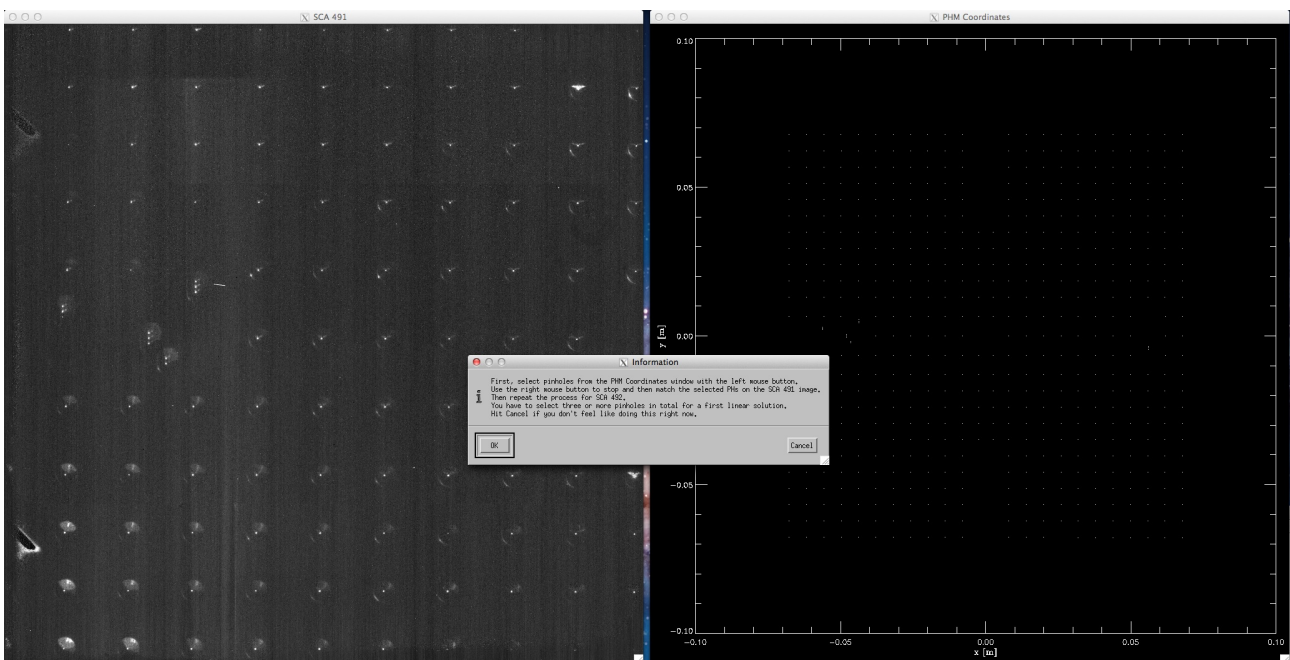 SCA 491
PHM Coordinates
0.10
0.05
0.00
-0.05
-0.10
y [m]
-0.10
-0.05
0.00
0.05
0.10
x [m]
Information
First, select pinholes from the PHM Coordinates window with the left mouse button.
Use the right mouse button to stop and then match the selected PHs on the SCA 491 image.
Then repeat the process for SCA 492.
You have to select three or more pinholes in total for a first linear solution.
Hit Cancel if you don't feel like doing this right now.
OK
Cancel